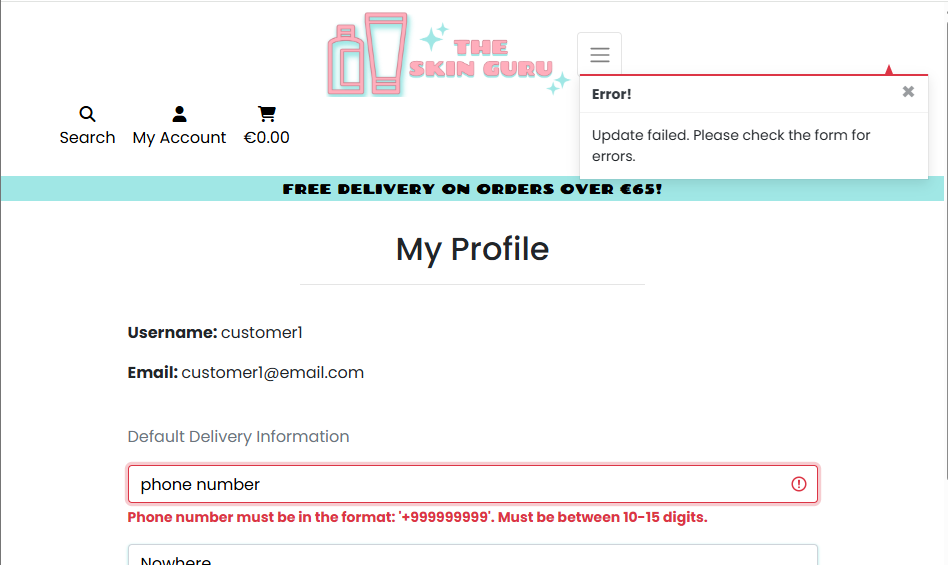 THE
SKIN GURU
Error!
Update failed. Please check the form for
errors.
Search My Account €0.00
FREE DELIVERY ON ORDERS OVER €65!
My Profile
Username: customer1
Email: customer1@email.com
Default Delivery Information
phone number
Phone number must be in the format: '+999999999'. Must be between 10-15 digits.
Nowhere